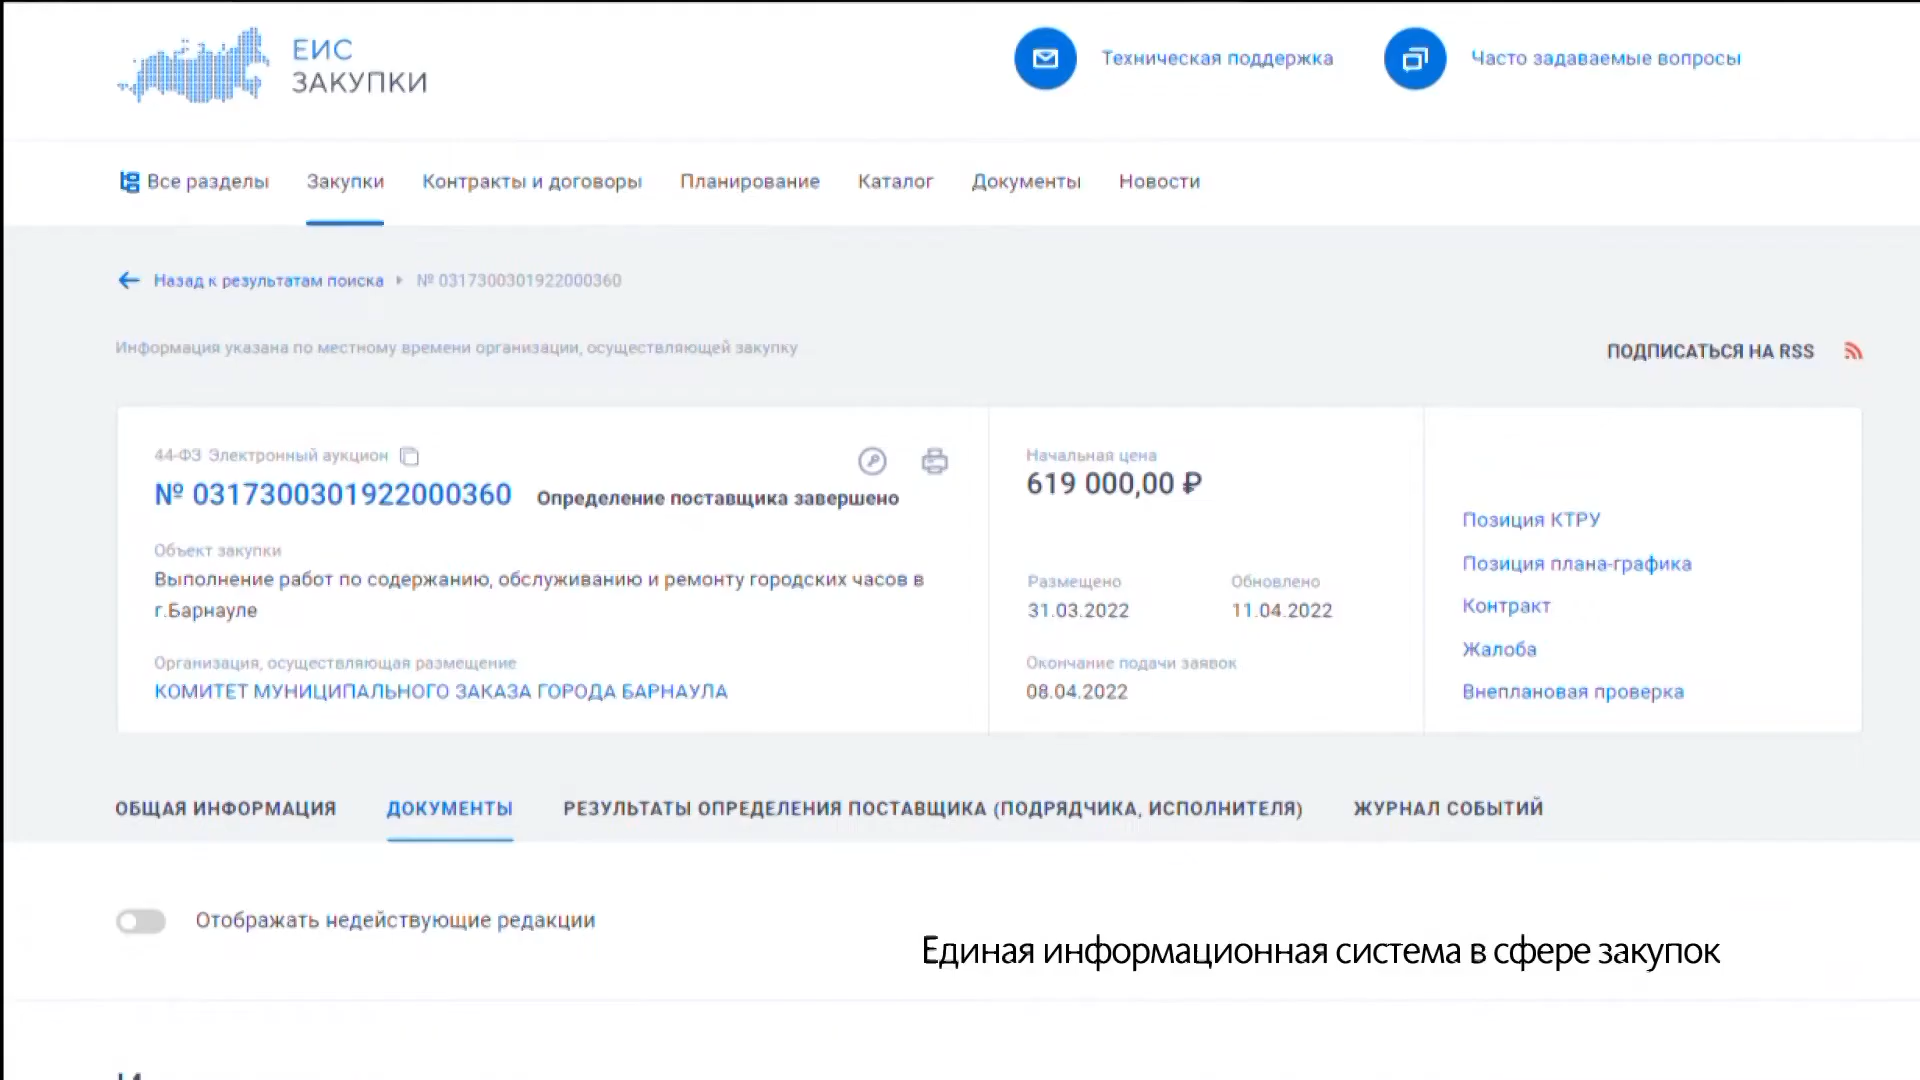 ЕИС
ЗАКУПКИ
Техническая поддержка
Часто задаваемые вопросы
Все разделы
Закупки
Контракты и договоры
Планирование
Каталог
Документы
Новости
Назад к результатам поиска
№ 0317300301922000360
Информация указана по местному времени организации, осуществляющей закупку
ПОДПИСАТЬСЯ НА RSS
44-ФЗ Электронный аукцион
№ 0317300301922000360 Определение поставщика завершено
Объект закупки
Выполнение работ по содержанию, обслуживанию и ремонту городских часов в
г.Барнауле
Организация, осуществляющая размещение
КОМИТЕТ МУНИЦИПАЛЬНОГО ЗАКАЗА ГОРОДА БАРНАУЛА
Начальная цена
619 000,00 ₽
Размещено
31.03.2022
Обновлено
11.04.2022
Окончание подачи заявок
08.04.2022
Позиция КТРУ
Позиция плана-графика
Контракт
Жалоба
Внеплановая проверка
ОБЩАЯ ИНФОРМАЦИЯ
ДОКУМЕНТЫ
РЕЗУЛЬТАТЫ ОПРЕДЕЛЕНИЯ ПОСТАВЩИКА (ПОДРЯДЧИКА, ИСПОЛНИТЕЛЯ)
ЖУРНАЛ СОБЫТИЙ
Отображать недействующие редакции
Единая информационная система в сфере закупок